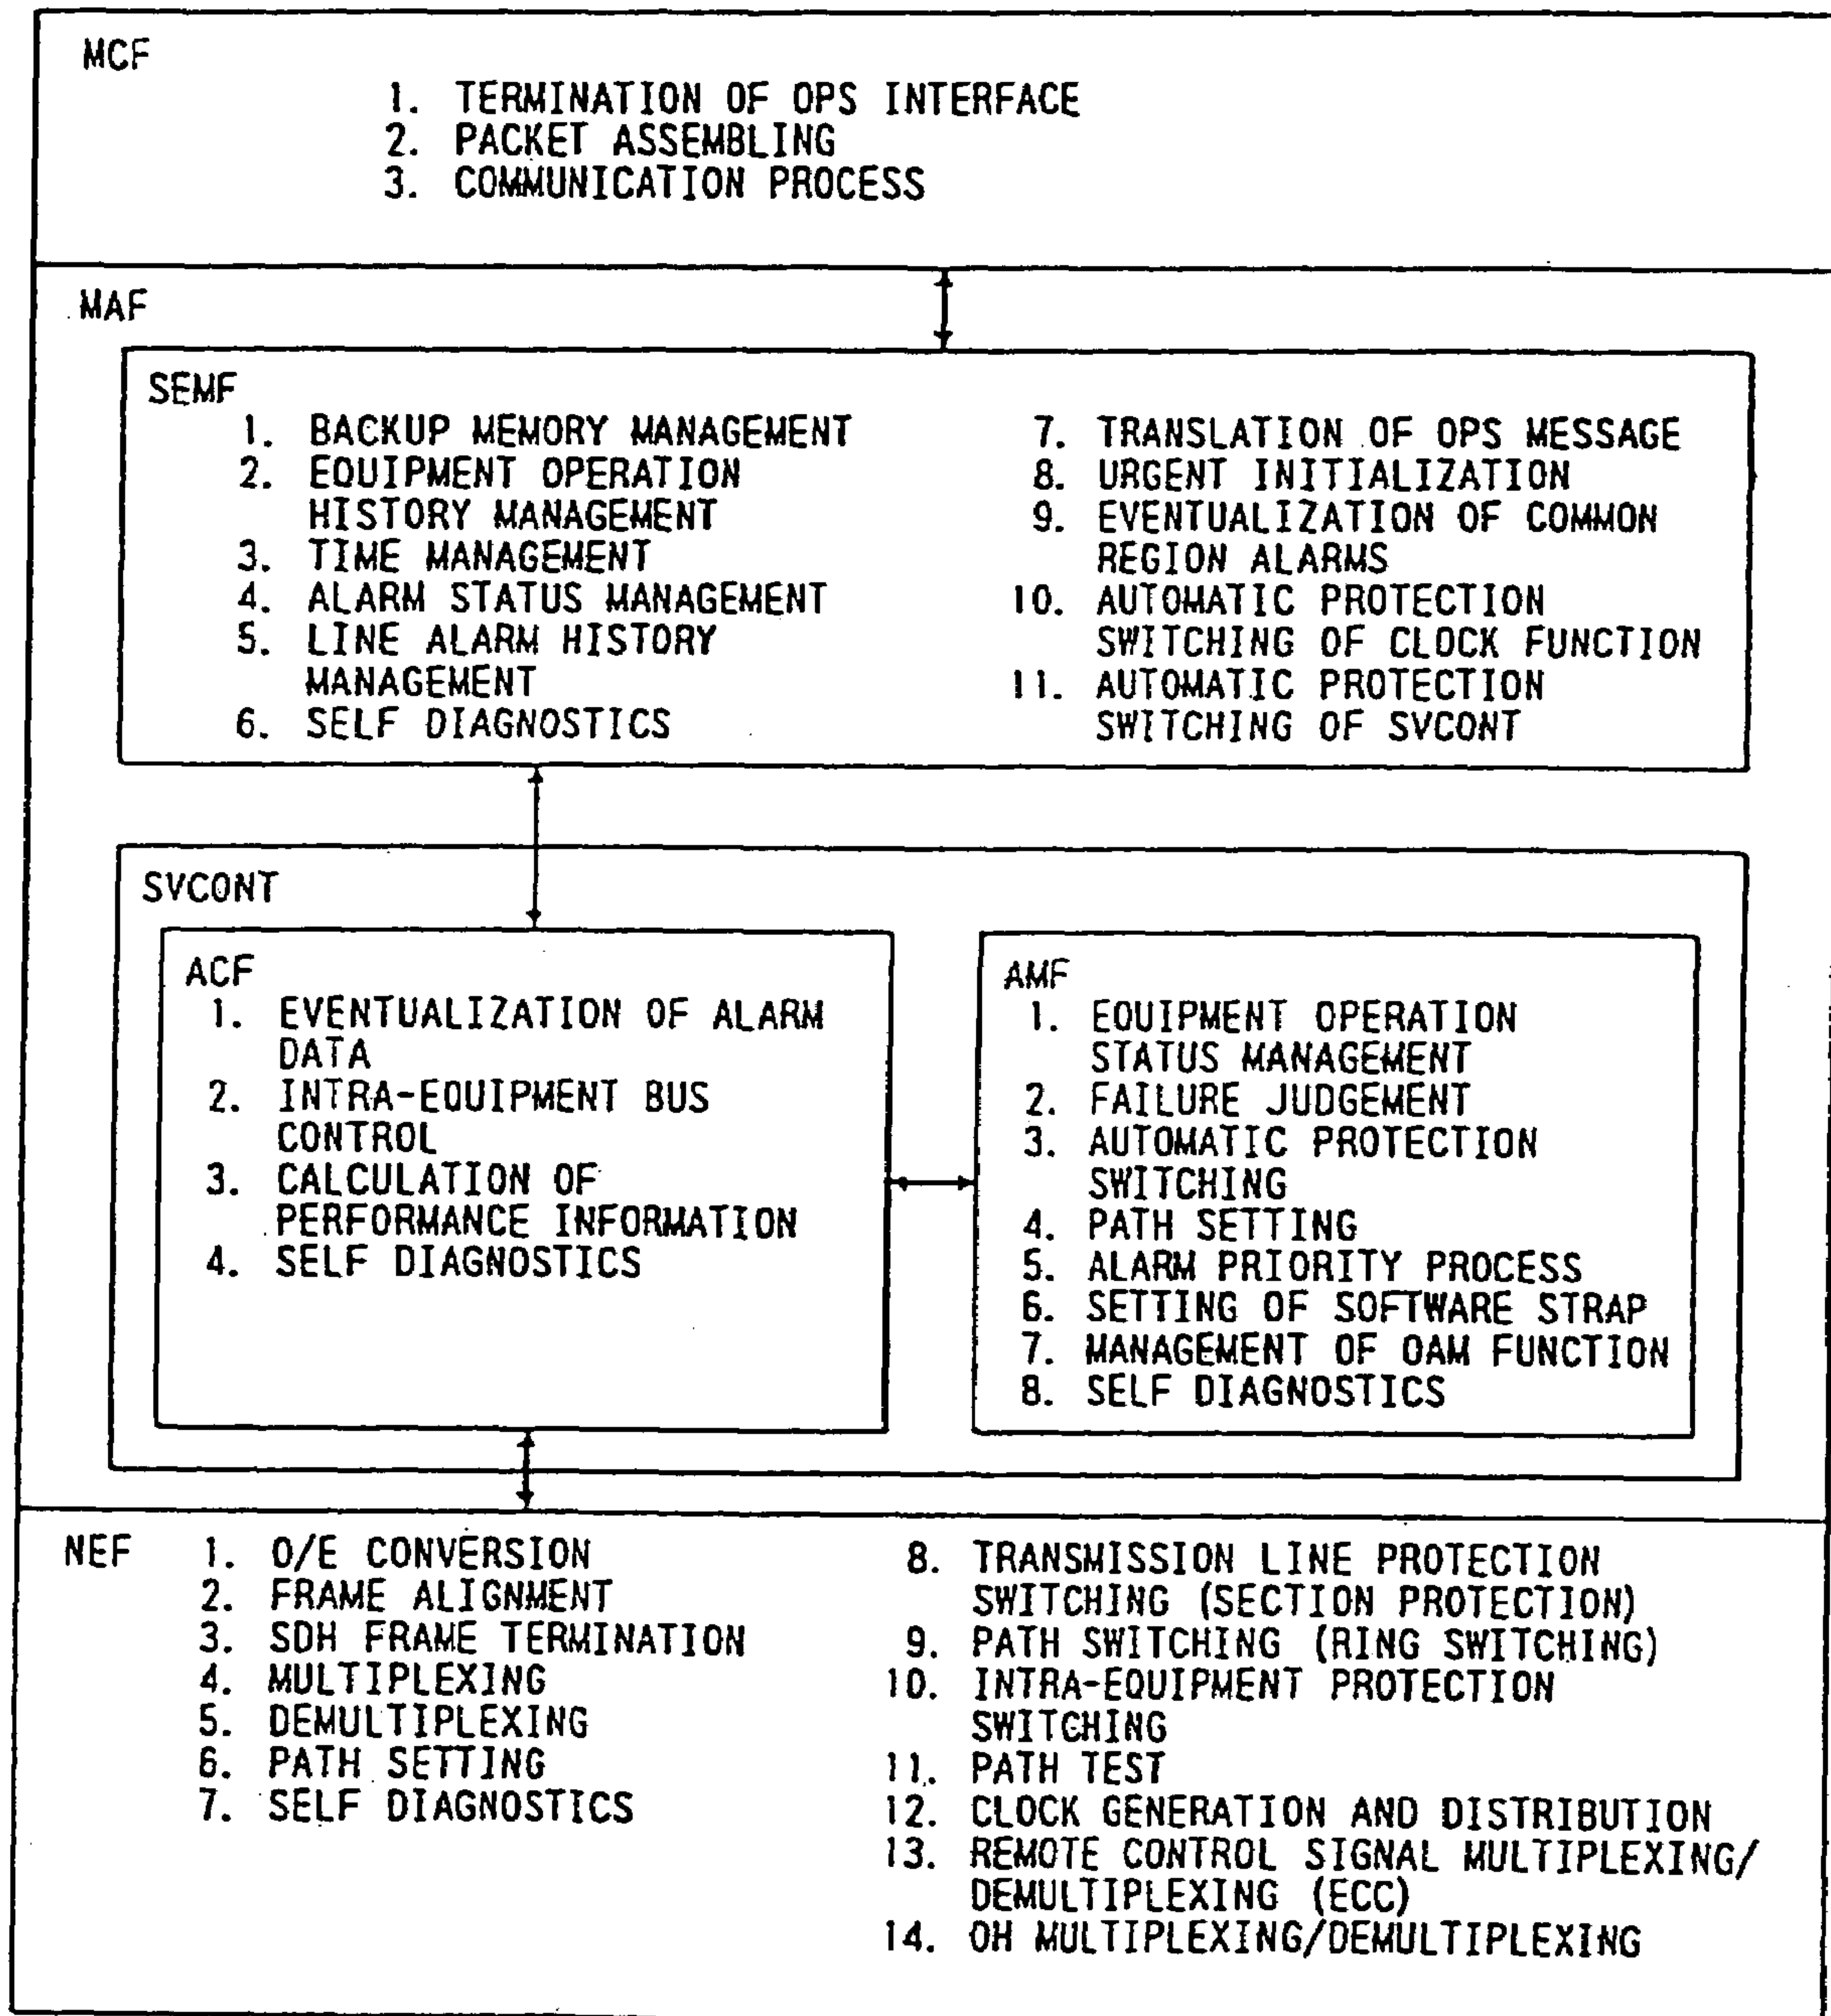 MCF
1. TERMINATION OF OPS INTERFACE
2. PACKET ASSEMBLING
3. COMMUNICATION PROCESS
MAF
SEMF
1. BACKUP MEMORY MANAGEMENT
2. EQUIPMENT OPERATION
HISTORY MANAGEMENT
3. TIME MANAGEMENT
4. ALARM STATUS MANAGEMENT
5. LINE ALARM HISTORY
MANAGEMENT
6. SELF DIAGNOSTICS
7. TRANSLATION OF OPS MESSAGE
8. URGENT INITIALIZATION
9. EVENTUALIZATION OF COMMON
REGION ALARMS
10. AUTOMATIC PROTECTION
SWITCHING OF CLOCK FUNCTION
11. AUTOMATIC PROTECTION
SWITCHING OF SVCONT
SVCONT
ACF
1. EVENTUALIZATION OF ALARM
DATA
2. INTRA-EQUIPMENT BUS
CONTROL
3. CALCULATION OF
PERFORMANCE INFORMATION
4. SELF DIAGNOSTICS
AMF
1. EQUIPMENT OPERATION
STATUS MANAGEMENT
2. FAILURE JUDGEMENT
3. AUTOMATIC PROTECTION
SWITCHING
4. PATH SETTING
5. ALARM PRIORITY PROCESS
6. SETTING OF SOFTWARE STRAP
7. MANAGEMENT OF OAM FUNCTION
8. SELF DIAGNOSTICS
NEF
1. O/E CONVERSION
2. FRAME ALIGNMENT
3. SDH FRAME TERMINATION
4. MULTIPLEXING
5. DEMULTIPLEXING
6. PATH SETTING
7. SELF DIAGNOSTICS
8. TRANSMISSION LINE PROTECTION
SWITCHING (SECTION PROTECTION)
9. PATH SWITCHING (RING SWITCHING)
10. INTRA-EQUIPMENT PROTECTION
SWITCHING
11. PATH TEST
12. CLOCK GENERATION AND DISTRIBUTION
13. REMOTE CONTROL SIGNAL MULTIPLEXING/
DEMULTIPLEXING (ECC)
14. OH MULTIPLEXING/DEMULTIPLEXING